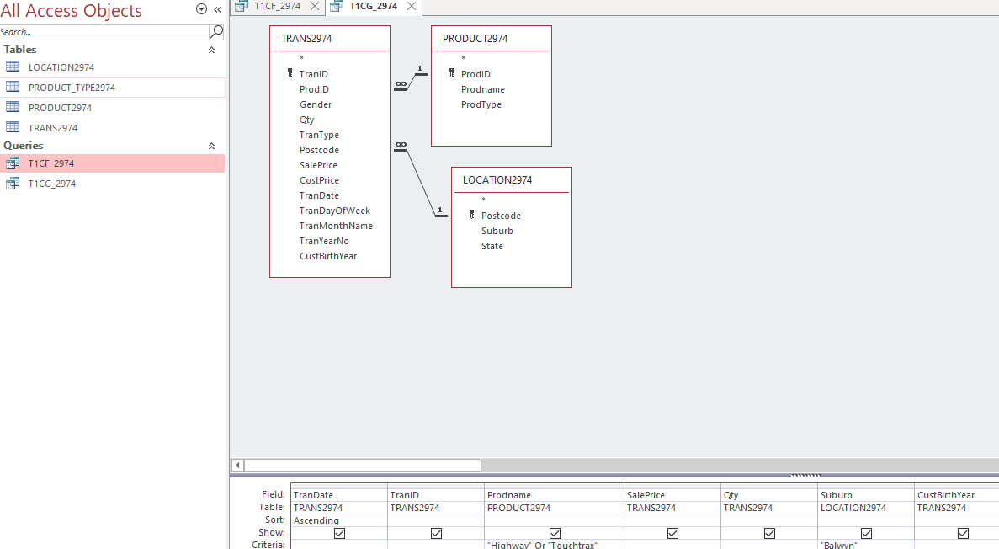 All Access Objects
Search...
Tables
LOCATION2974
PRODUCT_TYPE2974
PRODUCT2974
TRANS2974
Queries
T1CF_2974
T1CG_2974
T1CF_2974 T1CG_2974
TRANS2974
*
TranID
ProdID
Gender
Qty
TranType
Postcode
SalePrice
CostPrice
TranDate
TranDayOfWeek
TranMonthName
TranYearNo
CustBirthYear
∞ 1
PRODUCT2974
*
ProdID
Prodname
ProdType
∞ 1
LOCATION2974
*
Postcode
Suburb
State
Field: TranDate TranID Prodname SalePrice Qty Suburb CustBirthYear
Table: TRANS2974 TRANS2974 PRODUCT2974 TRANS2974 TRANS2974 LOCATION2974 TRANS2974
Sort: Ascending
Show:
Criteria: "Highway" Or "Touchtrax" "Balwyn"